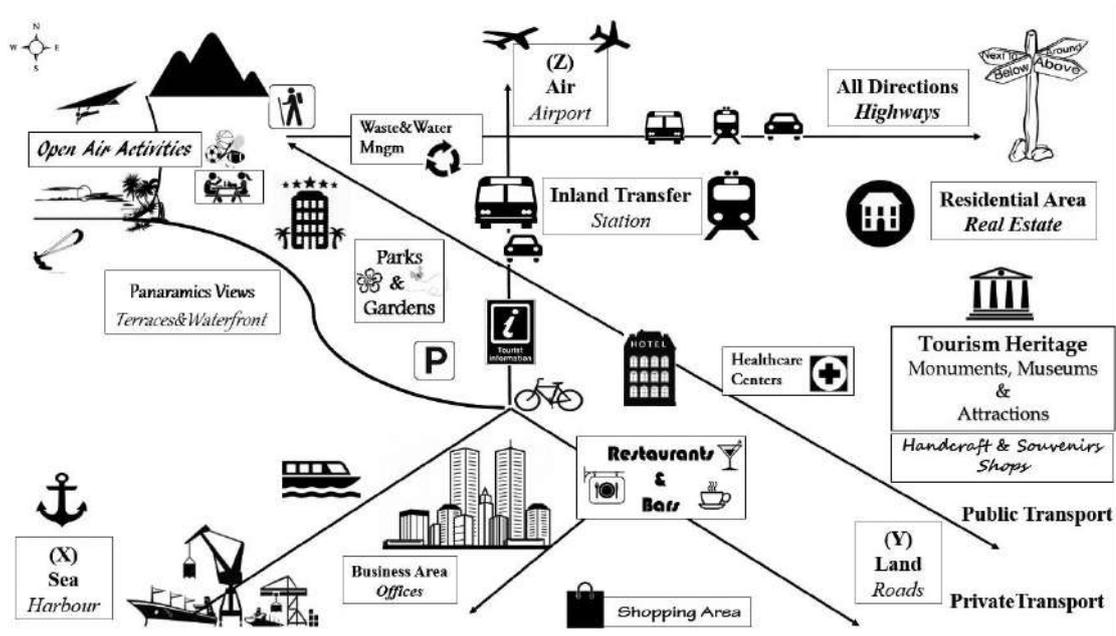 N
W E
S
(Z)
Air
Airport
Next To
Around
Below
Above
All Directions
Highways
Waste&Water
Mngm
Open Air Activities
Inland Transfer
Station
Residential Area
Real Estate
Parks
&
Gardens
Panaramics Views
Terraces&Waterfront
i
Tourist
information
P
HOTEL
Healthcare
Centers
Tourism Heritage
Monuments, Museums
&
Attractions
Handcraft & Souvenirs
Shops
Restaurants
&
Bars
Public Transport
(X)
Sea
Harbour
Business Area
Offices
(Y)
Land
Roads
PrivateTransport
Shopping Area